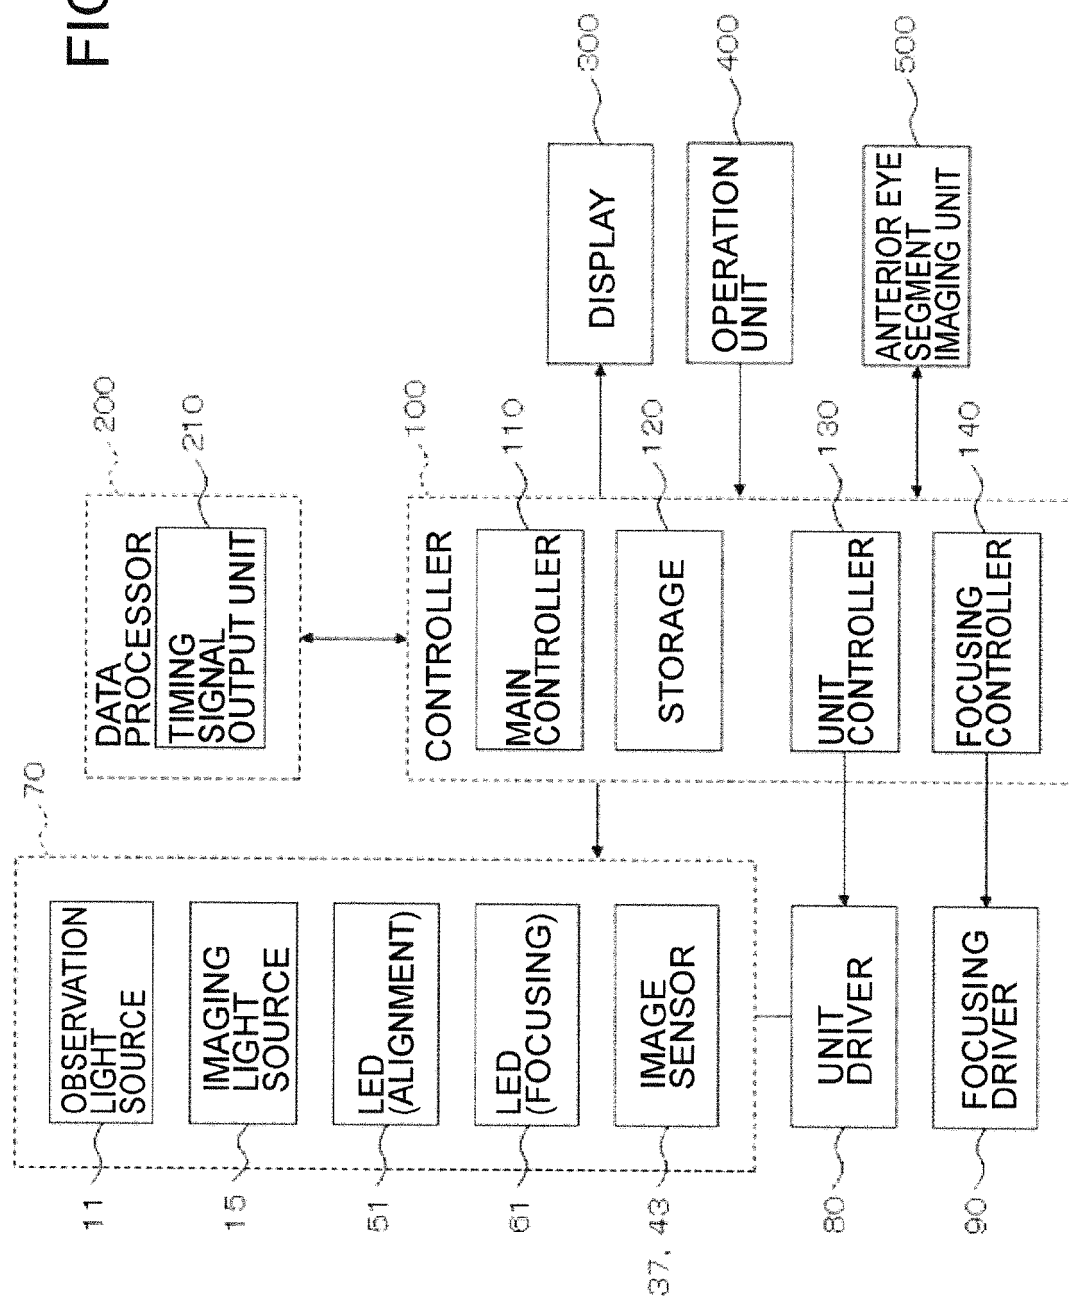 FIG
70
OBSERVATION
LIGHT
SOURCE
11
IMAGING
LIGHT
SOURCE
15
LED
(ALIGNMENT)
51
LED
(FOCUSING)
61
IMAGE
SENSOR
37, 43
UNIT
DRIVER
80
FOCUSING
DRIVER
90
DATA
PROCESSOR
200
TIMING
SIGNAL
OUTPUT UNIT
210
CONTROLLER
100
MAIN
CONTROLLER
110
STORAGE
120
UNIT
CONTROLLER
130
FOCUSING
CONTROLLER
140
DISPLAY
300
OPERATION
UNIT
400
ANTERIOR EYE
SEGMENT
IMAGING UNIT
500